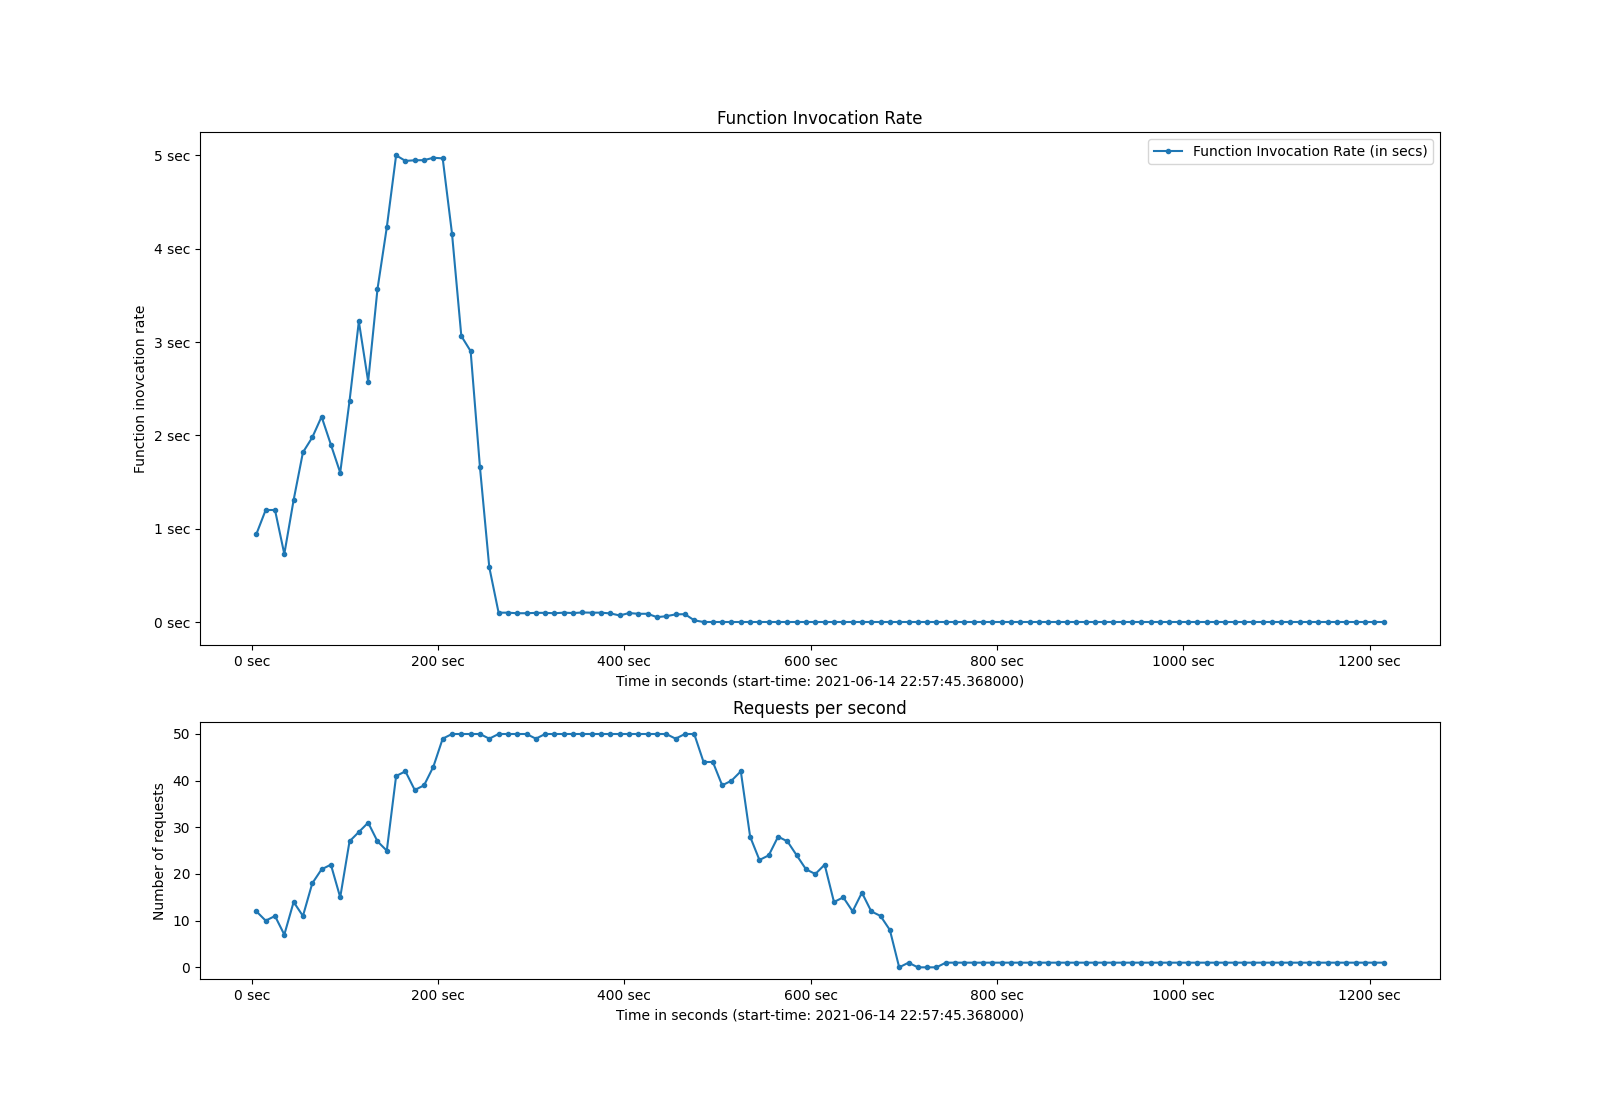 Function Invocation Rate
Function Invocation Rate (in secs)
5 sec
4 sec
3 sec
2 sec
1 sec
0 sec
Function inovcation rate
0 sec 200 sec 400 sec 600 sec 800 sec 1000 sec 1200 sec
Time in seconds (start-time: 2021-06-14 22:57:45.368000)
Requests per second
50
40
30
20
10
0
Number of requests
0 sec 200 sec 400 sec 600 sec 800 sec 1000 sec 1200 sec
Time in seconds (start-time: 2021-06-14 22:57:45.368000)